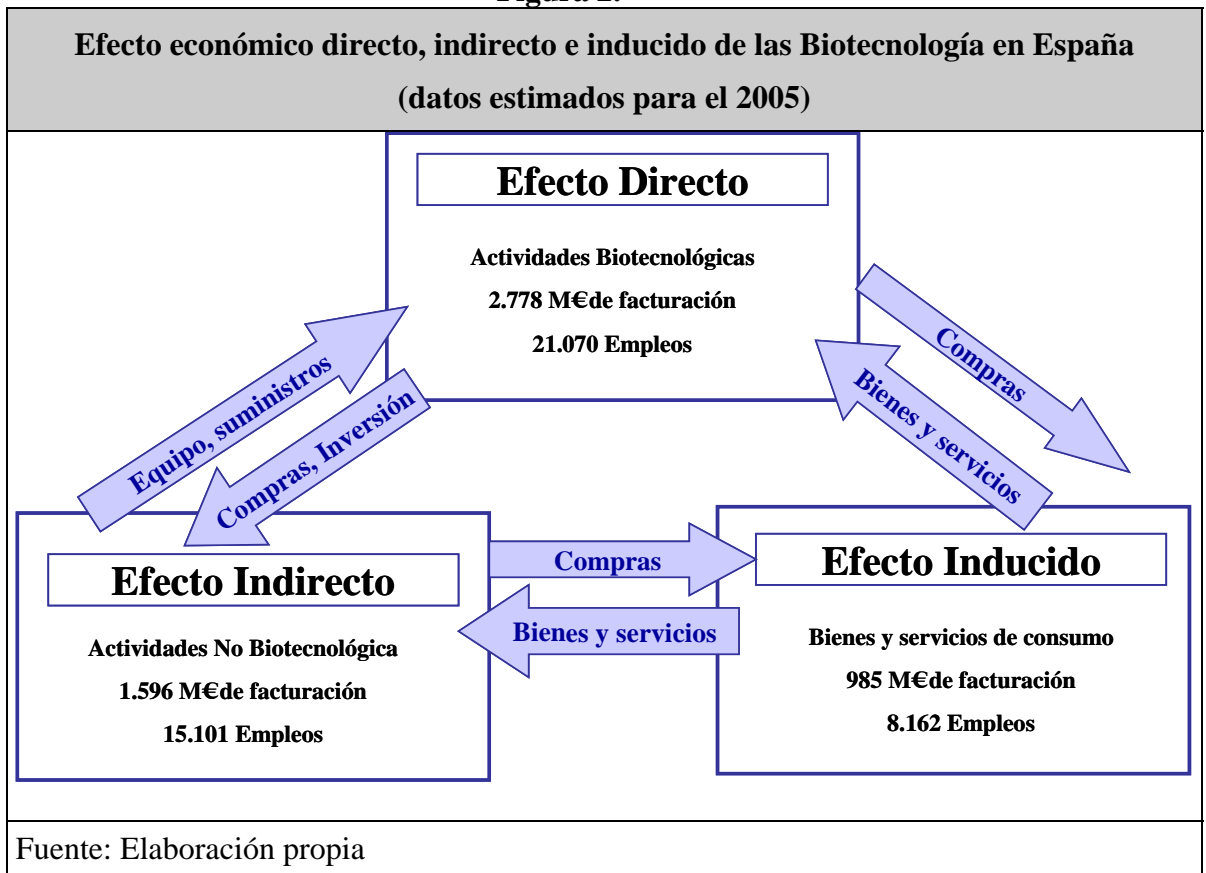 Efecto económico directo, indirecto e inducido de las Biotecnología en España
(datos estimados para el 2005)
Efecto Directo
Actividades Biotecnológicas
2.778 M€de facturación
21.070 Empleos
Equipo, suministros
Compras, Inversión
Compras
Bienes y servicios
Efecto Indirecto
Actividades No Biotecnológica
1.596 M€de facturación
15.101 Empleos
Compras
Bienes y servicios
Efecto Inducido
Bienes y servicios de consumo
985 M€de facturación
8.162 Empleos
Fuente: Elaboración propia